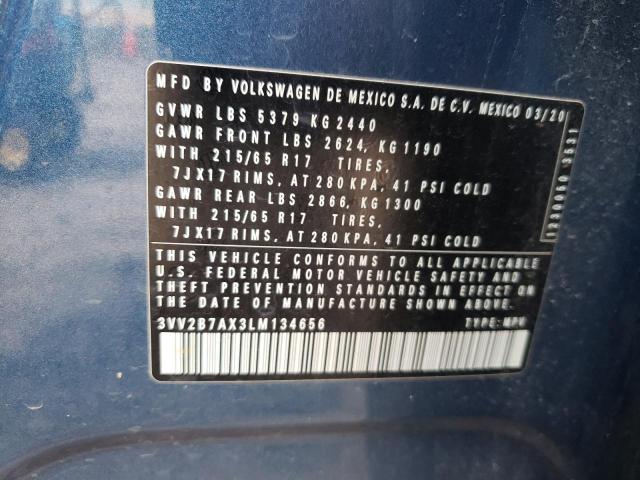 MFD BY VOLKSWAGEN DE MEXICO S.A. DE C.V. MEXICO 03/20
GVWR LBS 5379 KG 2440
GAWR FRONT LBS 2624, KG 1190
WITH 215/65 R17 TIRES,
7JX17 RIMS, AT 280 KPA, 41 PSI COLD
GAWR REAR LBS 2866, KG 1300
WITH 215/65 R17 TIRES,
7JX17 RIMS, AT 280 KPA, 41 PSI COLD
THIS VEHICLE CONFORMS TO ALL APPLICABLE
U.S. FEDERAL MOTOR VEHICLE SAFETY AND
THEFT PREVENTION STANDARDS IN EFFECT ON
THE DATE OF MANUFACTURE SHOWN ABOVE.
3VV2B7AX3LM134656 TYPE: MPV